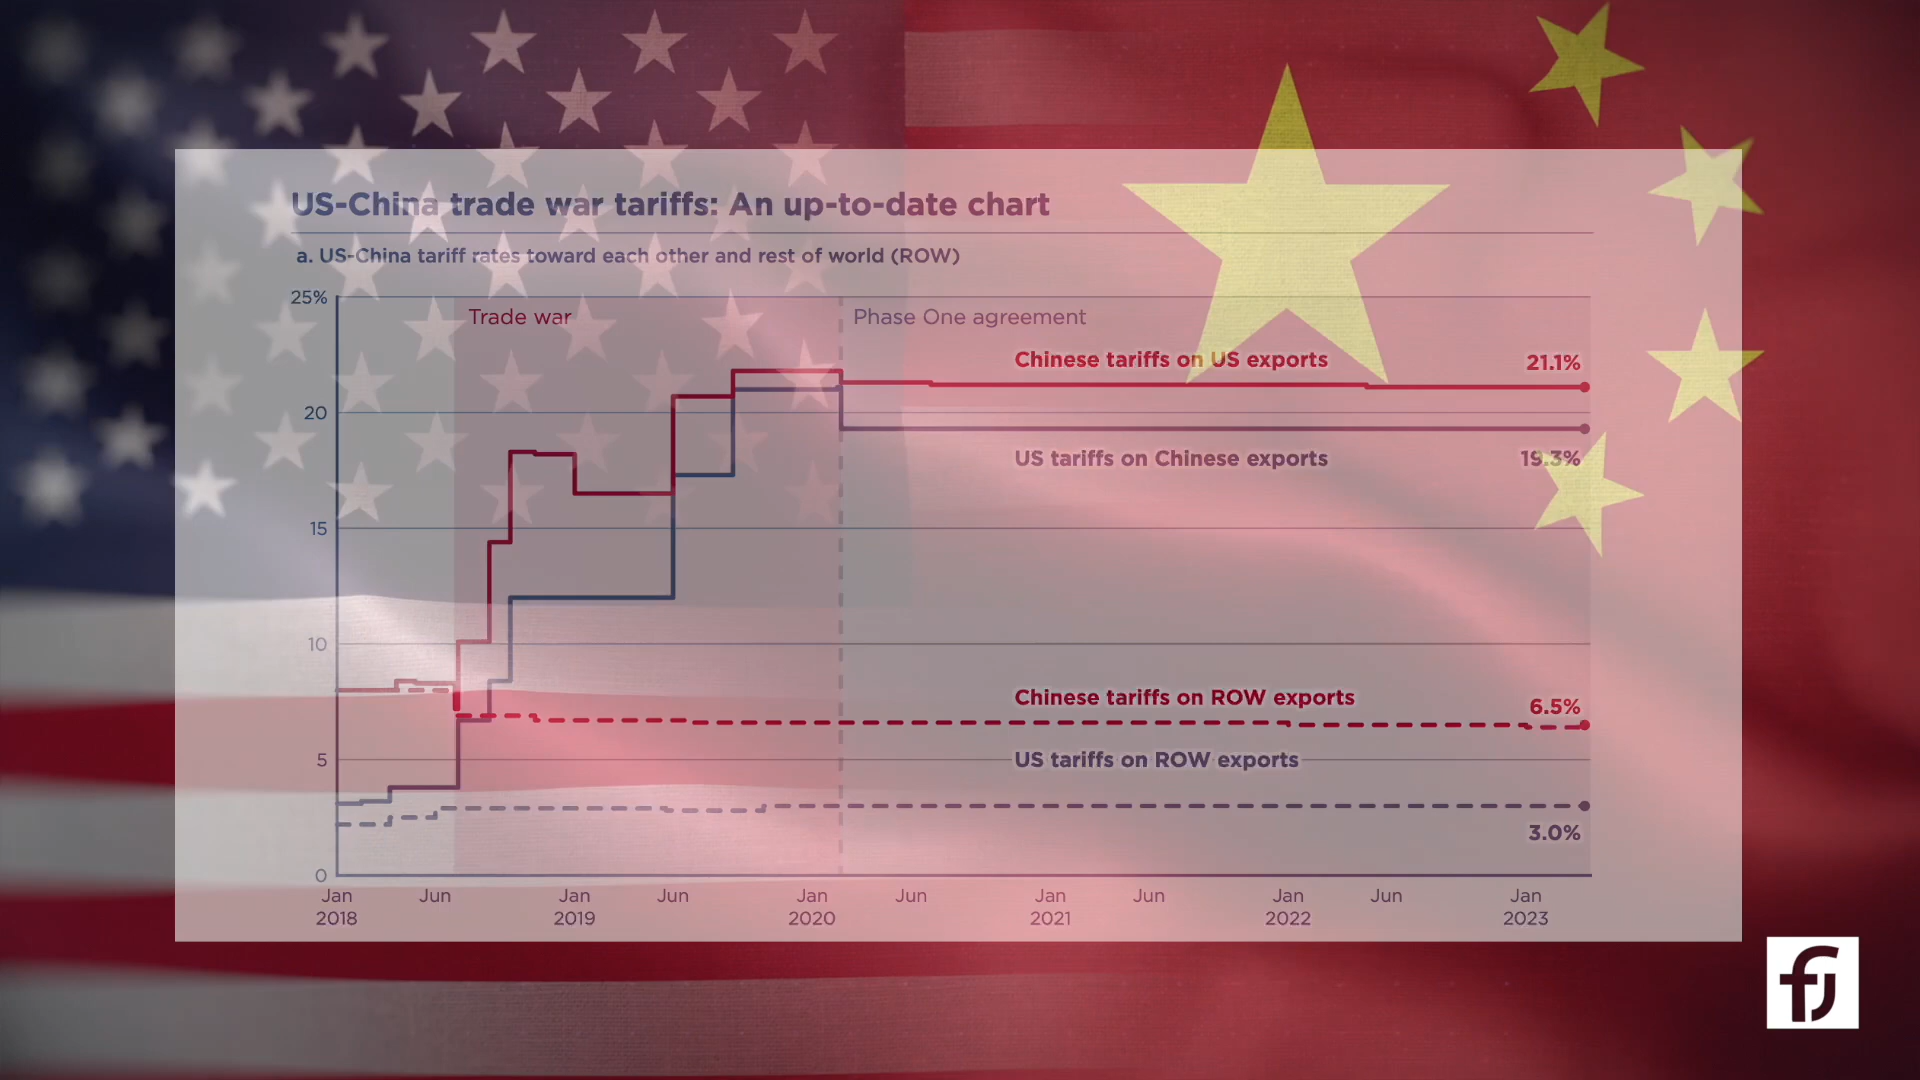 US-China trade war tariffs: An up-to-date chart
a. US-China tariff rates toward each other and rest of world (ROW)
25%
Trade war
Phase One agreement
Chinese tariffs on US exports
21.1%
20
US tariffs on Chinese exports
19.3%
15
10
Chinese tariffs on ROW exports
6.5%
5
US tariffs on ROW exports
3.0%
0
Jan Jun Jan Jun Jan Jun Jan Jun Jan Jun Jan
2018 2019 2020 2021 2022 2023
fj